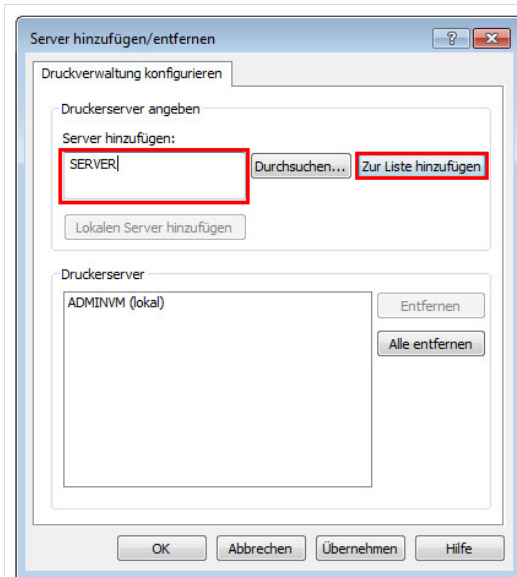 Server hinzufügen/entfernen
Druckverwaltung konfigurieren
Druckerserver angeben
Server hinzufügen:
SERVER
Durchsuchen...
Zur Liste hinzufügen
Lokalen Server hinzufügen
Druckerserver
ADMINVM (lokal)
Entfernen
Alle entfernen
OK
Abbrechen
Übernehmen
Hilfe